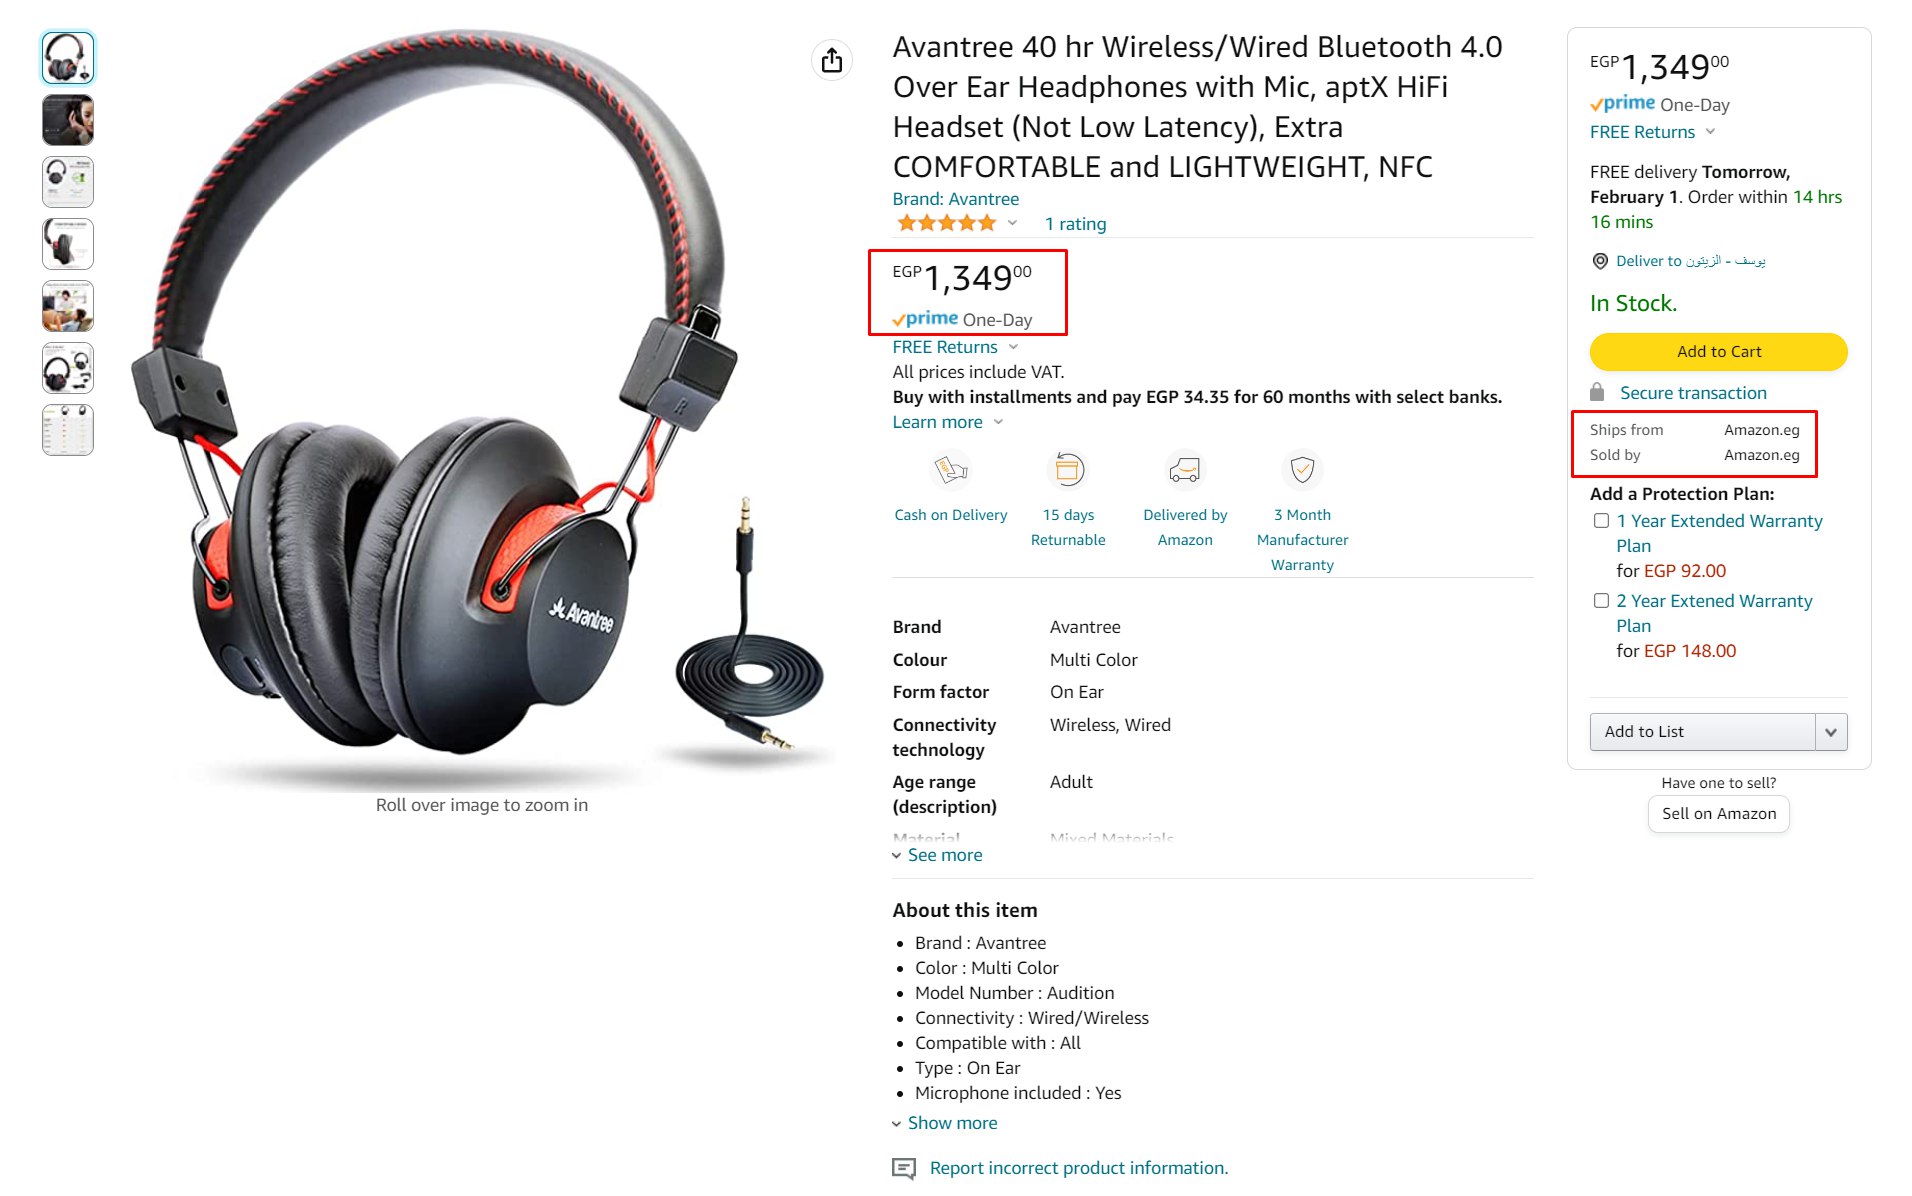 Avantree
R
Roll over image to zoom in
Avantree 40 hr Wireless/Wired Bluetooth 4.0
Over Ear Headphones with Mic, aptX HiFi
Headset (Not Low Latency), Extra
COMFORTABLE and LIGHTWEIGHT, NFC
Brand: Avantree
1 rating
EGP 1,349 00
prime One-Day
FREE Returns
All prices include VAT.
Buy with installments and pay EGP 34.35 for 60 months with select banks.
Learn more
Cash on Delivery
15 days
Returnable
Delivered by
Amazon
3 Month
Manufacturer
Warranty
Brand Avantree
Colour Multi Color
Form factor On Ear
Connectivity Wireless, Wired
technology
Age range Adult
(description)
Material Mixed Materials
See more
About this item
Brand : Avantree
Color : Multi Color
Model Number : Audition
Connectivity : Wired/Wireless
Compatible with : All
Type : On Ear
Microphone included : Yes
Show more
Report incorrect product information.
EGP 1,349 00
prime One-Day
FREE Returns
FREE delivery Tomorrow,
February 1. Order within 14 hrs
16 mins
Deliver to يوسف - الزيتون
In Stock.
Add to Cart
Secure transaction
Ships from Amazon.eg
Sold by Amazon.eg
Add a Protection Plan:
1 Year Extended Warranty
Plan
for EGP 92.00
2 Year Extened Warranty
Plan
for EGP 148.00
Add to List
Have one to sell?
Sell on Amazon